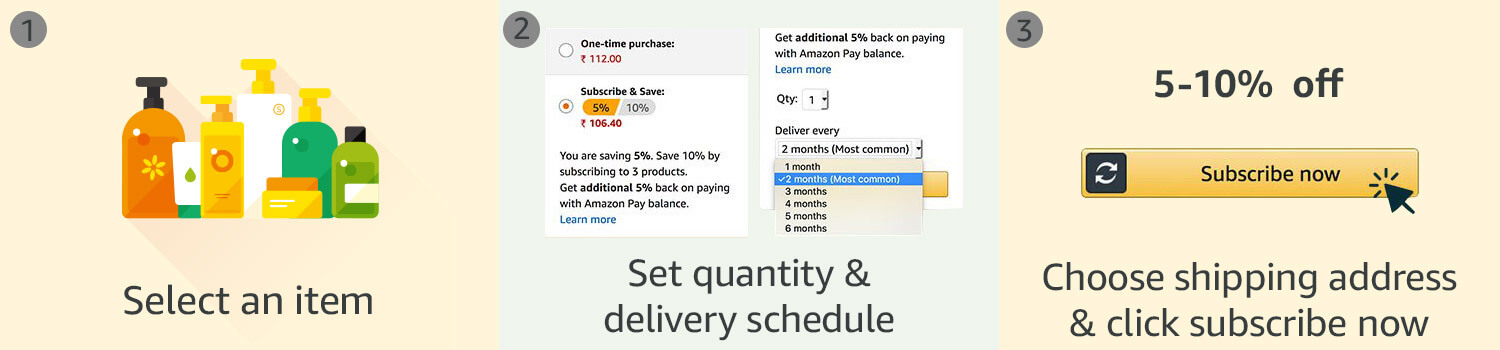 1
S
Select an item
2
One-time purchase:
₹ 112.00
Subscribe & Save:
5% 10%
₹ 106.40
You are saving 5%. Save 10% by
subscribing to 3 products.
Get additional 5% back on paying
with Amazon Pay balance.
Learn more
Get additional 5% back on paying
with Amazon Pay balance.
Learn more
Qty: 1
Deliver every
2 months (Most common)
1 month
✓2 months (Most common)
3 months
4 months
5 months
6 months
Set quantity &
delivery schedule
3
5-10% off
Subscribe now
Choose shipping address
& click subscribe now